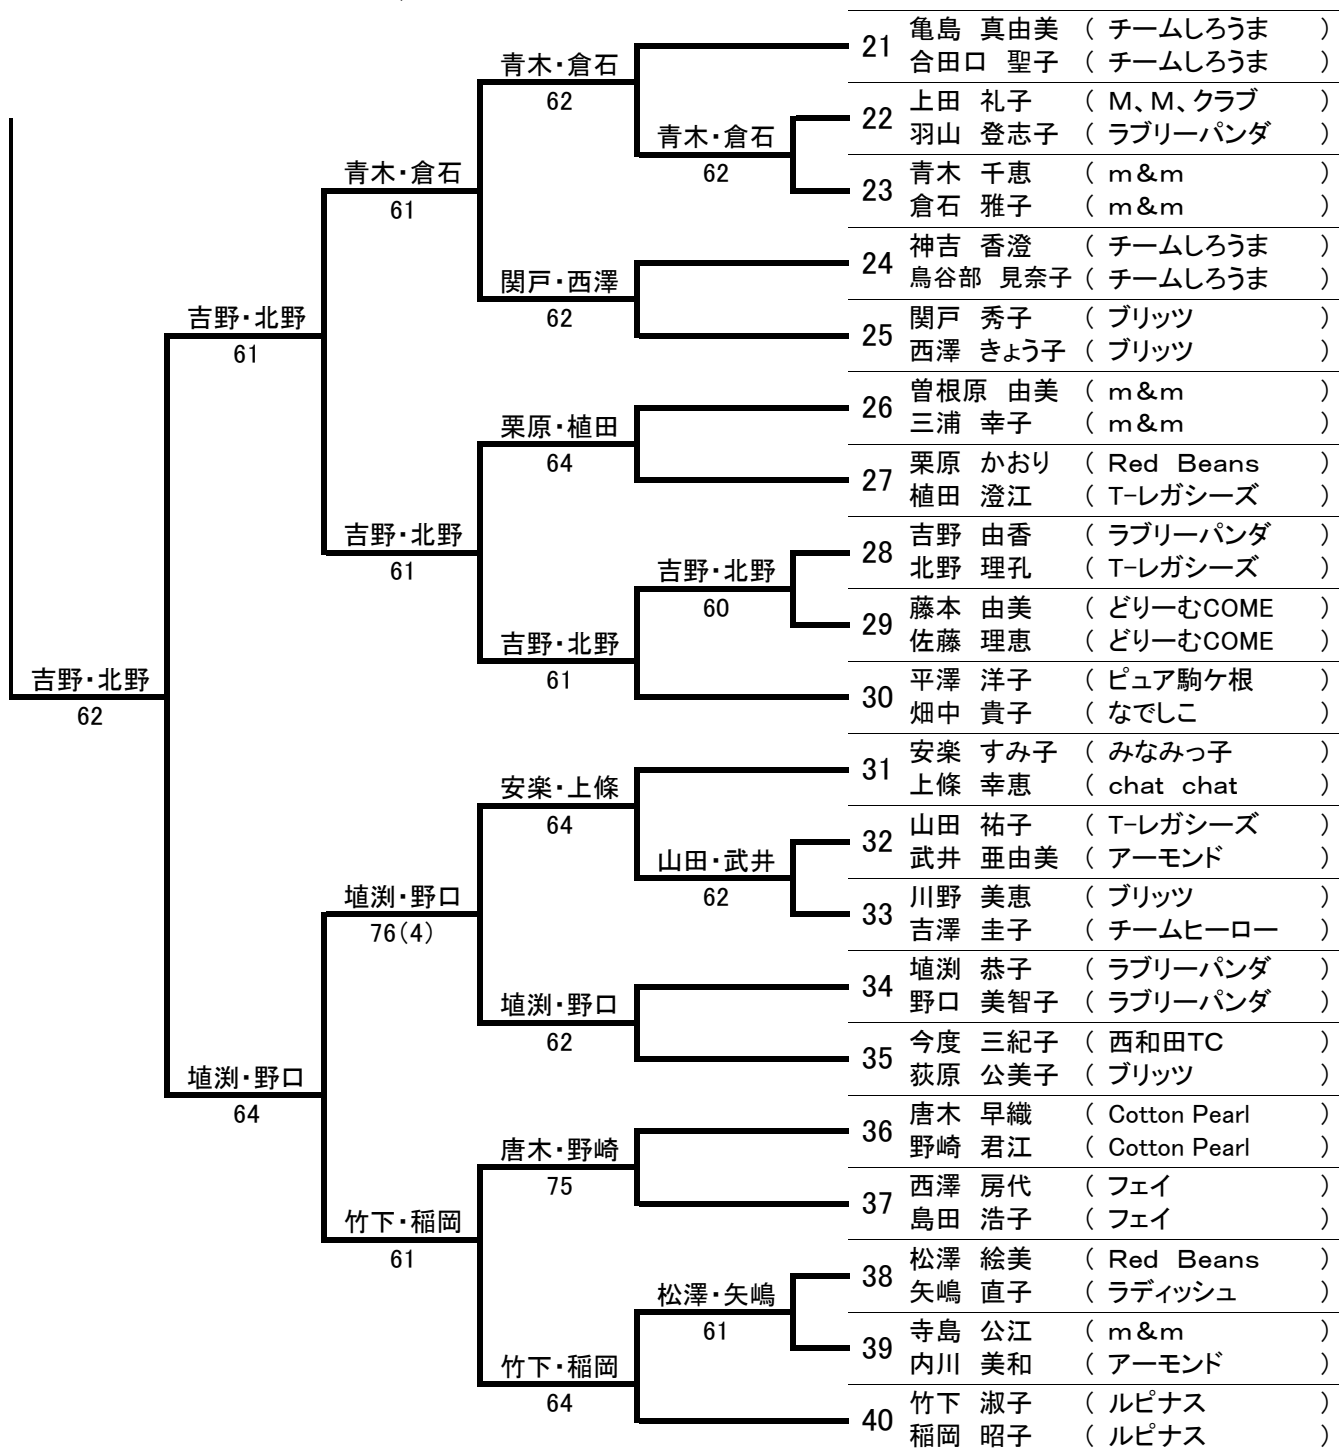 21 亀島　真由美 （ チームしろうま ）
合田口　聖子 （ チームしろうま ）
青木・倉石
62
22 上田　礼子 （ M、M、クラブ ）
羽山　登志子 （ ラブリーパンダ ）
青木・倉石
62
青木・倉石
61
23 青木　千恵 （ m＆m ）
倉石　雅子 （ m＆m ）
24 神吉　香澄 （ チームしろうま ）
鳥谷部　見奈子 （ チームしろうま ）
関戸・西澤
62
25 関戸　秀子 （ ブリッツ ）
西澤　きょう子 （ ブリッツ ）
吉野・北野
61
26 曽根原　由美 （ m＆m ）
三浦　幸子 （ m＆m ）
栗原・植田
64
27 栗原　かおり （ Red　Beans ）
植田　澄江 （ T-レガシーズ ）
28 吉野　由香 （ ラブリーパンダ ）
北野　理孔 （ T-レガシーズ ）
吉野・北野
61
吉野・北野
60
29 藤本　由美 （ どりーむCOME ）
佐藤　理恵 （ どりーむCOME ）
吉野・北野
61
30 平澤　洋子 （ ピュア駒ケ根 ）
畑中　貴子 （ なでしこ ）
吉野・北野
62
31 安楽　すみ子 （ みなみっ子 ）
上條　幸恵 （ chat　chat ）
安楽・上條
64
32 山田　祐子 （ T-レガシーズ ）
武井　亜由美 （ アーモンド ）
山田・武井
62
33 川野　美恵 （ ブリッツ ）
吉澤　圭子 （ チームヒーロー ）
埴渕・野口
76（4）
34 埴渕　恭子 （ ラブリーパンダ ）
野口　美智子 （ ラブリーパンダ ）
埴渕・野口
62
35 今度　三紀子 （ 西和田TC ）
荻原　公美子 （ ブリッツ ）
埴渕・野口
64
36 唐木　早織 （ Cotton Pearl ）
野崎　君江 （ Cotton Pearl ）
唐木・野崎
75
37 西澤　房代 （ フェイ ）
島田　浩子 （ フェイ ）
竹下・稲岡
61
38 松澤　絵美 （ Red　Beans ）
矢嶋　直子 （ ラディッシュ ）
松澤・矢嶋
61
39 寺島　公江 （ m＆m ）
内川　美和 （ アーモンド ）
竹下・稲岡
64
40 竹下　淑子 （ ルピナス ）
稲岡　昭子 （ ルピナス ）